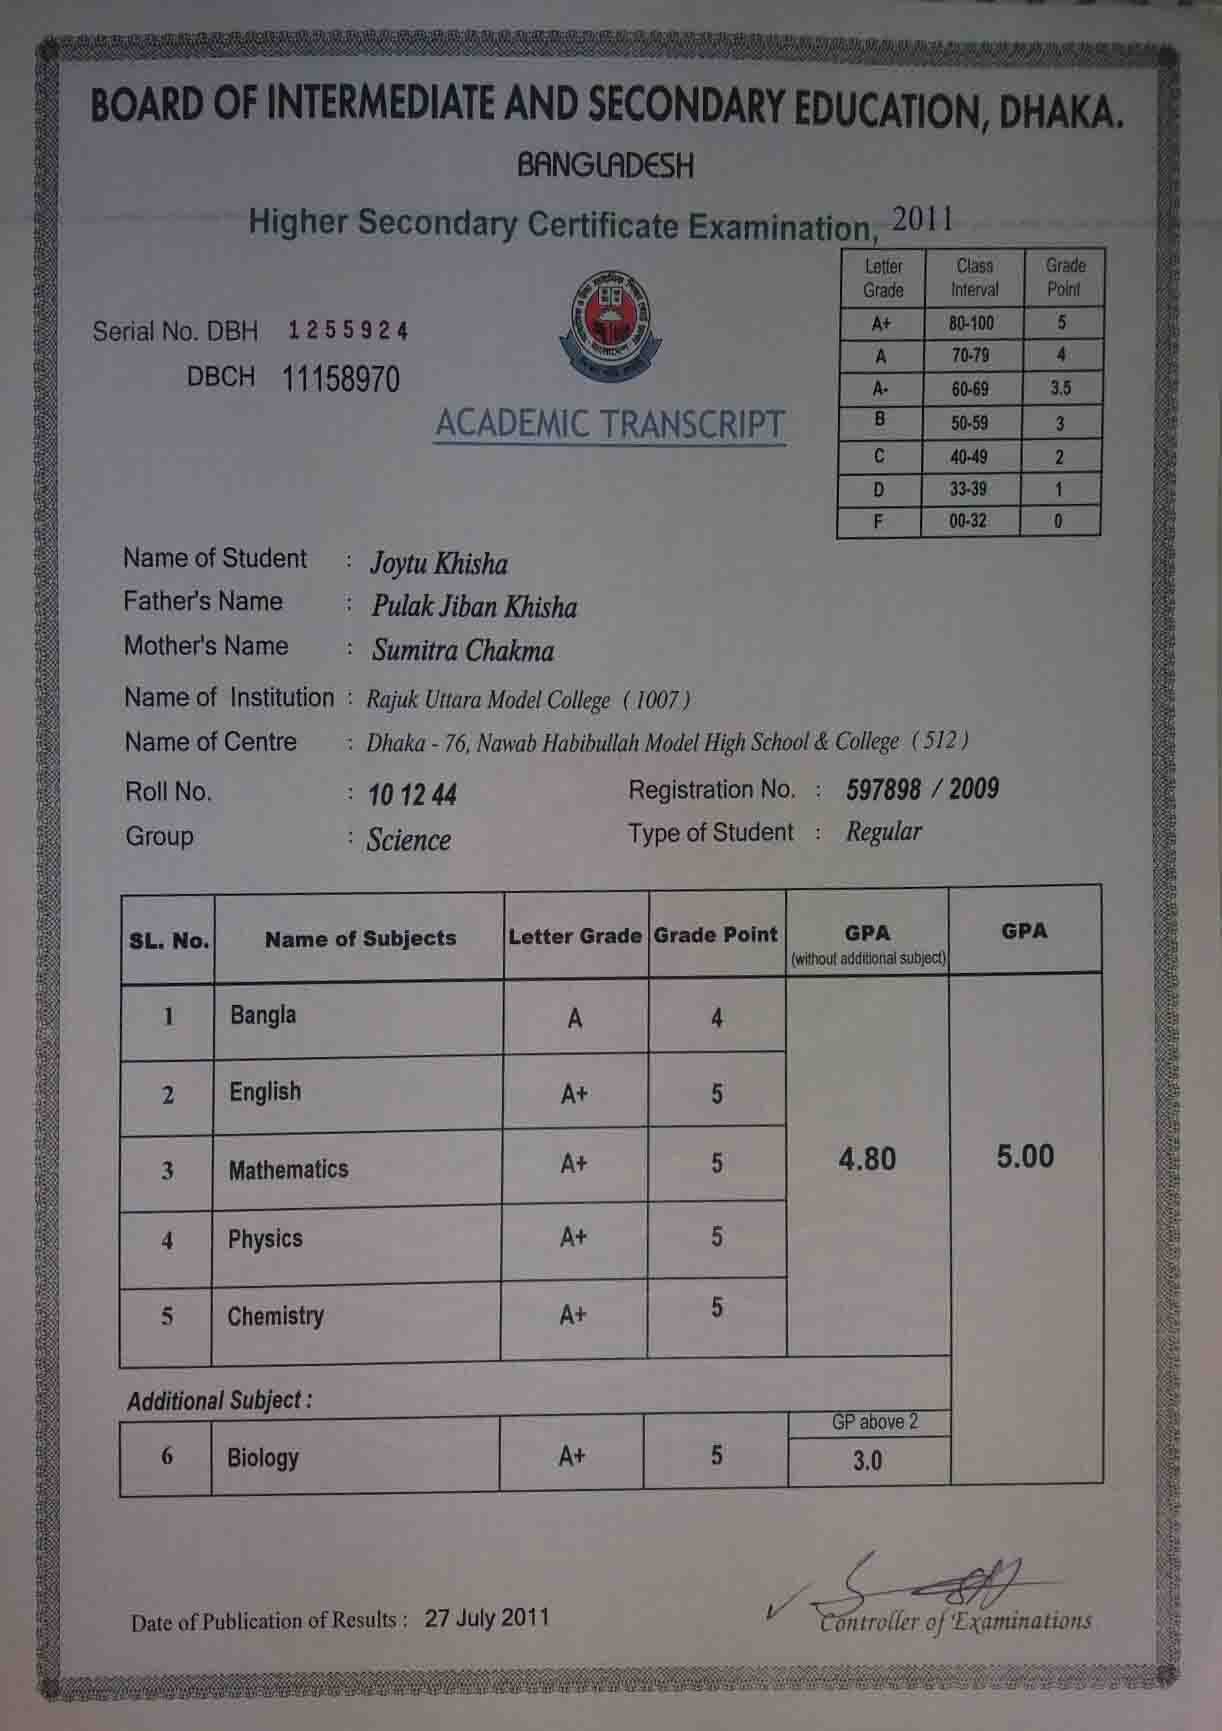 BOARD OF INTERMEDIATE AND SECONDARY EDUCATION, DHAKA.
BANGLADESH
Higher Secondary Certificate Examination, 2011
Letter Grade Class Interval Grade Point
A+ 80-100 5
A 70-79 4
A- 60-69 3.5
B 50-59 3
C 40-49 2
D 33-39 1
F 00-32 0
Serial No. DBH 1255924
DBCH 11158970
ACADEMIC TRANSCRIPT
Name of Student : Joytu Khisha
Father's Name : Pulak Jiban Khisha
Mother's Name : Sumitra Chakma
Name of Institution : Rajuk Uttara Model College ( 1007 )
Name of Centre : Dhaka - 76, Nawab Habibullah Model High School & College ( 512 )
Roll No. : 10 12 44 Registration No. : 597898 / 2009
Group : Science Type of Student : Regular
SL. No. Name of Subjects Letter Grade Grade Point GPA (without additional subject) GPA
1 Bangla A 4
2 English A+ 5
3 Mathematics A+ 5 4.80 5.00
4 Physics A+ 5
5 Chemistry A+ 5
Additional Subject :
GP above 2
6 Biology A+ 5 3.0
Date of Publication of Results : 27 July 2011 Controller of Examinations